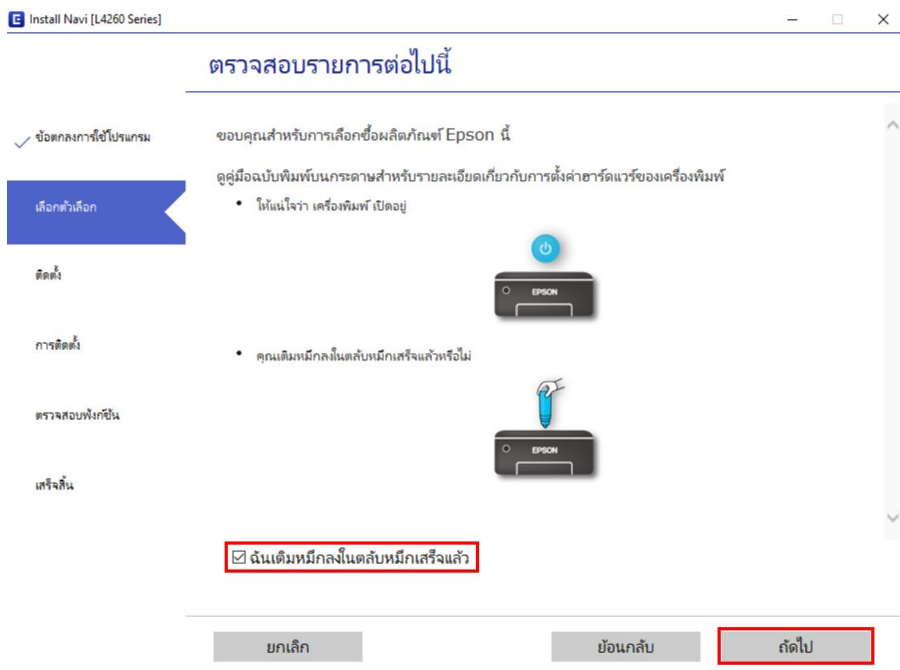 Install Navi [L4260 Series]
ตรวจสอบรายการต่อไปนี้
ข้อตกลงการใช้โปรแกรม
เลือกตัวเลือก
ติดตั้ง
การติดตั้ง
ตรวจสอบฟังก์ชัน
เสร็จสิ้น
ขอบคุณสำหรับการเลือกซื้อผลิตภัณฑ์ Epson นี้
ดูคู่มือฉบับพิมพ์บนกระดาษสำหรับรายละเอียดเกี่ยวกับการตั้งค่าฮาร์ดแวร์ของเครื่องพิมพ์
• ให้แน่ใจว่า เครื่องพิมพ์ เปิดอยู่
EPSON
• คุณเติมหมึกลงในตลับหมึกเสร็จแล้วหรือไม่
EPSON
ฉันเติมหมึกลงในตลับหมึกเสร็จแล้ว
ยกเลิก
ย้อนกลับ
ถัดไป